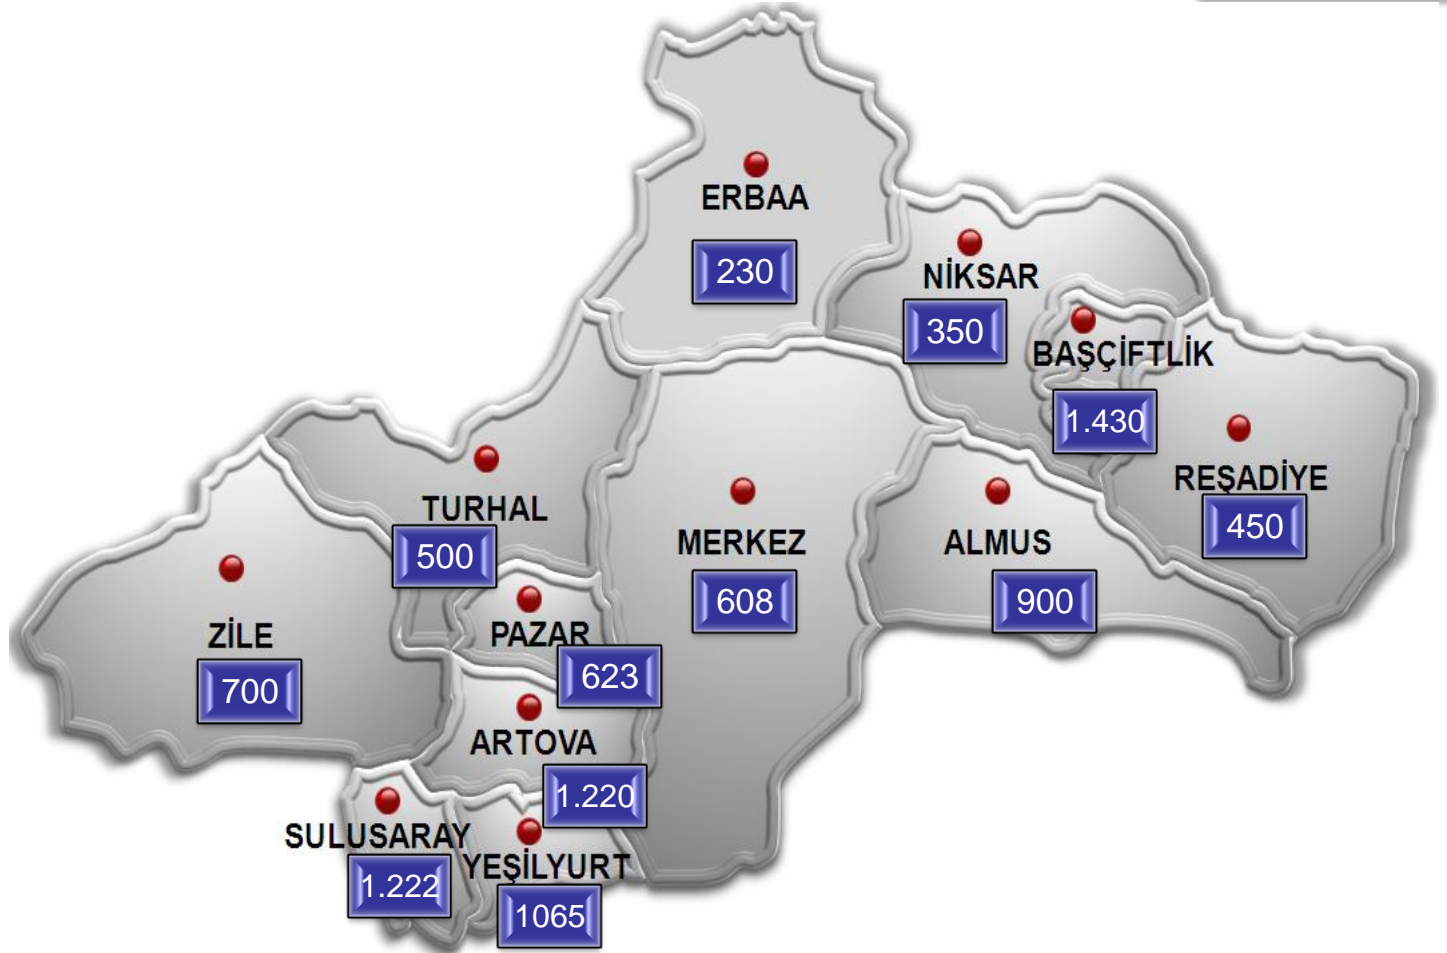 ERBAA
230
NİKSAR
350
BAŞÇİFTLİK
1.430
REŞADİYE
450
TURHAL
500
MERKEZ
608
ALMUS
900
ZİLE
700
PAZAR
623
ARTOVA
1.220
SULUSARAY
1.222
YEŞİLYURT
1065